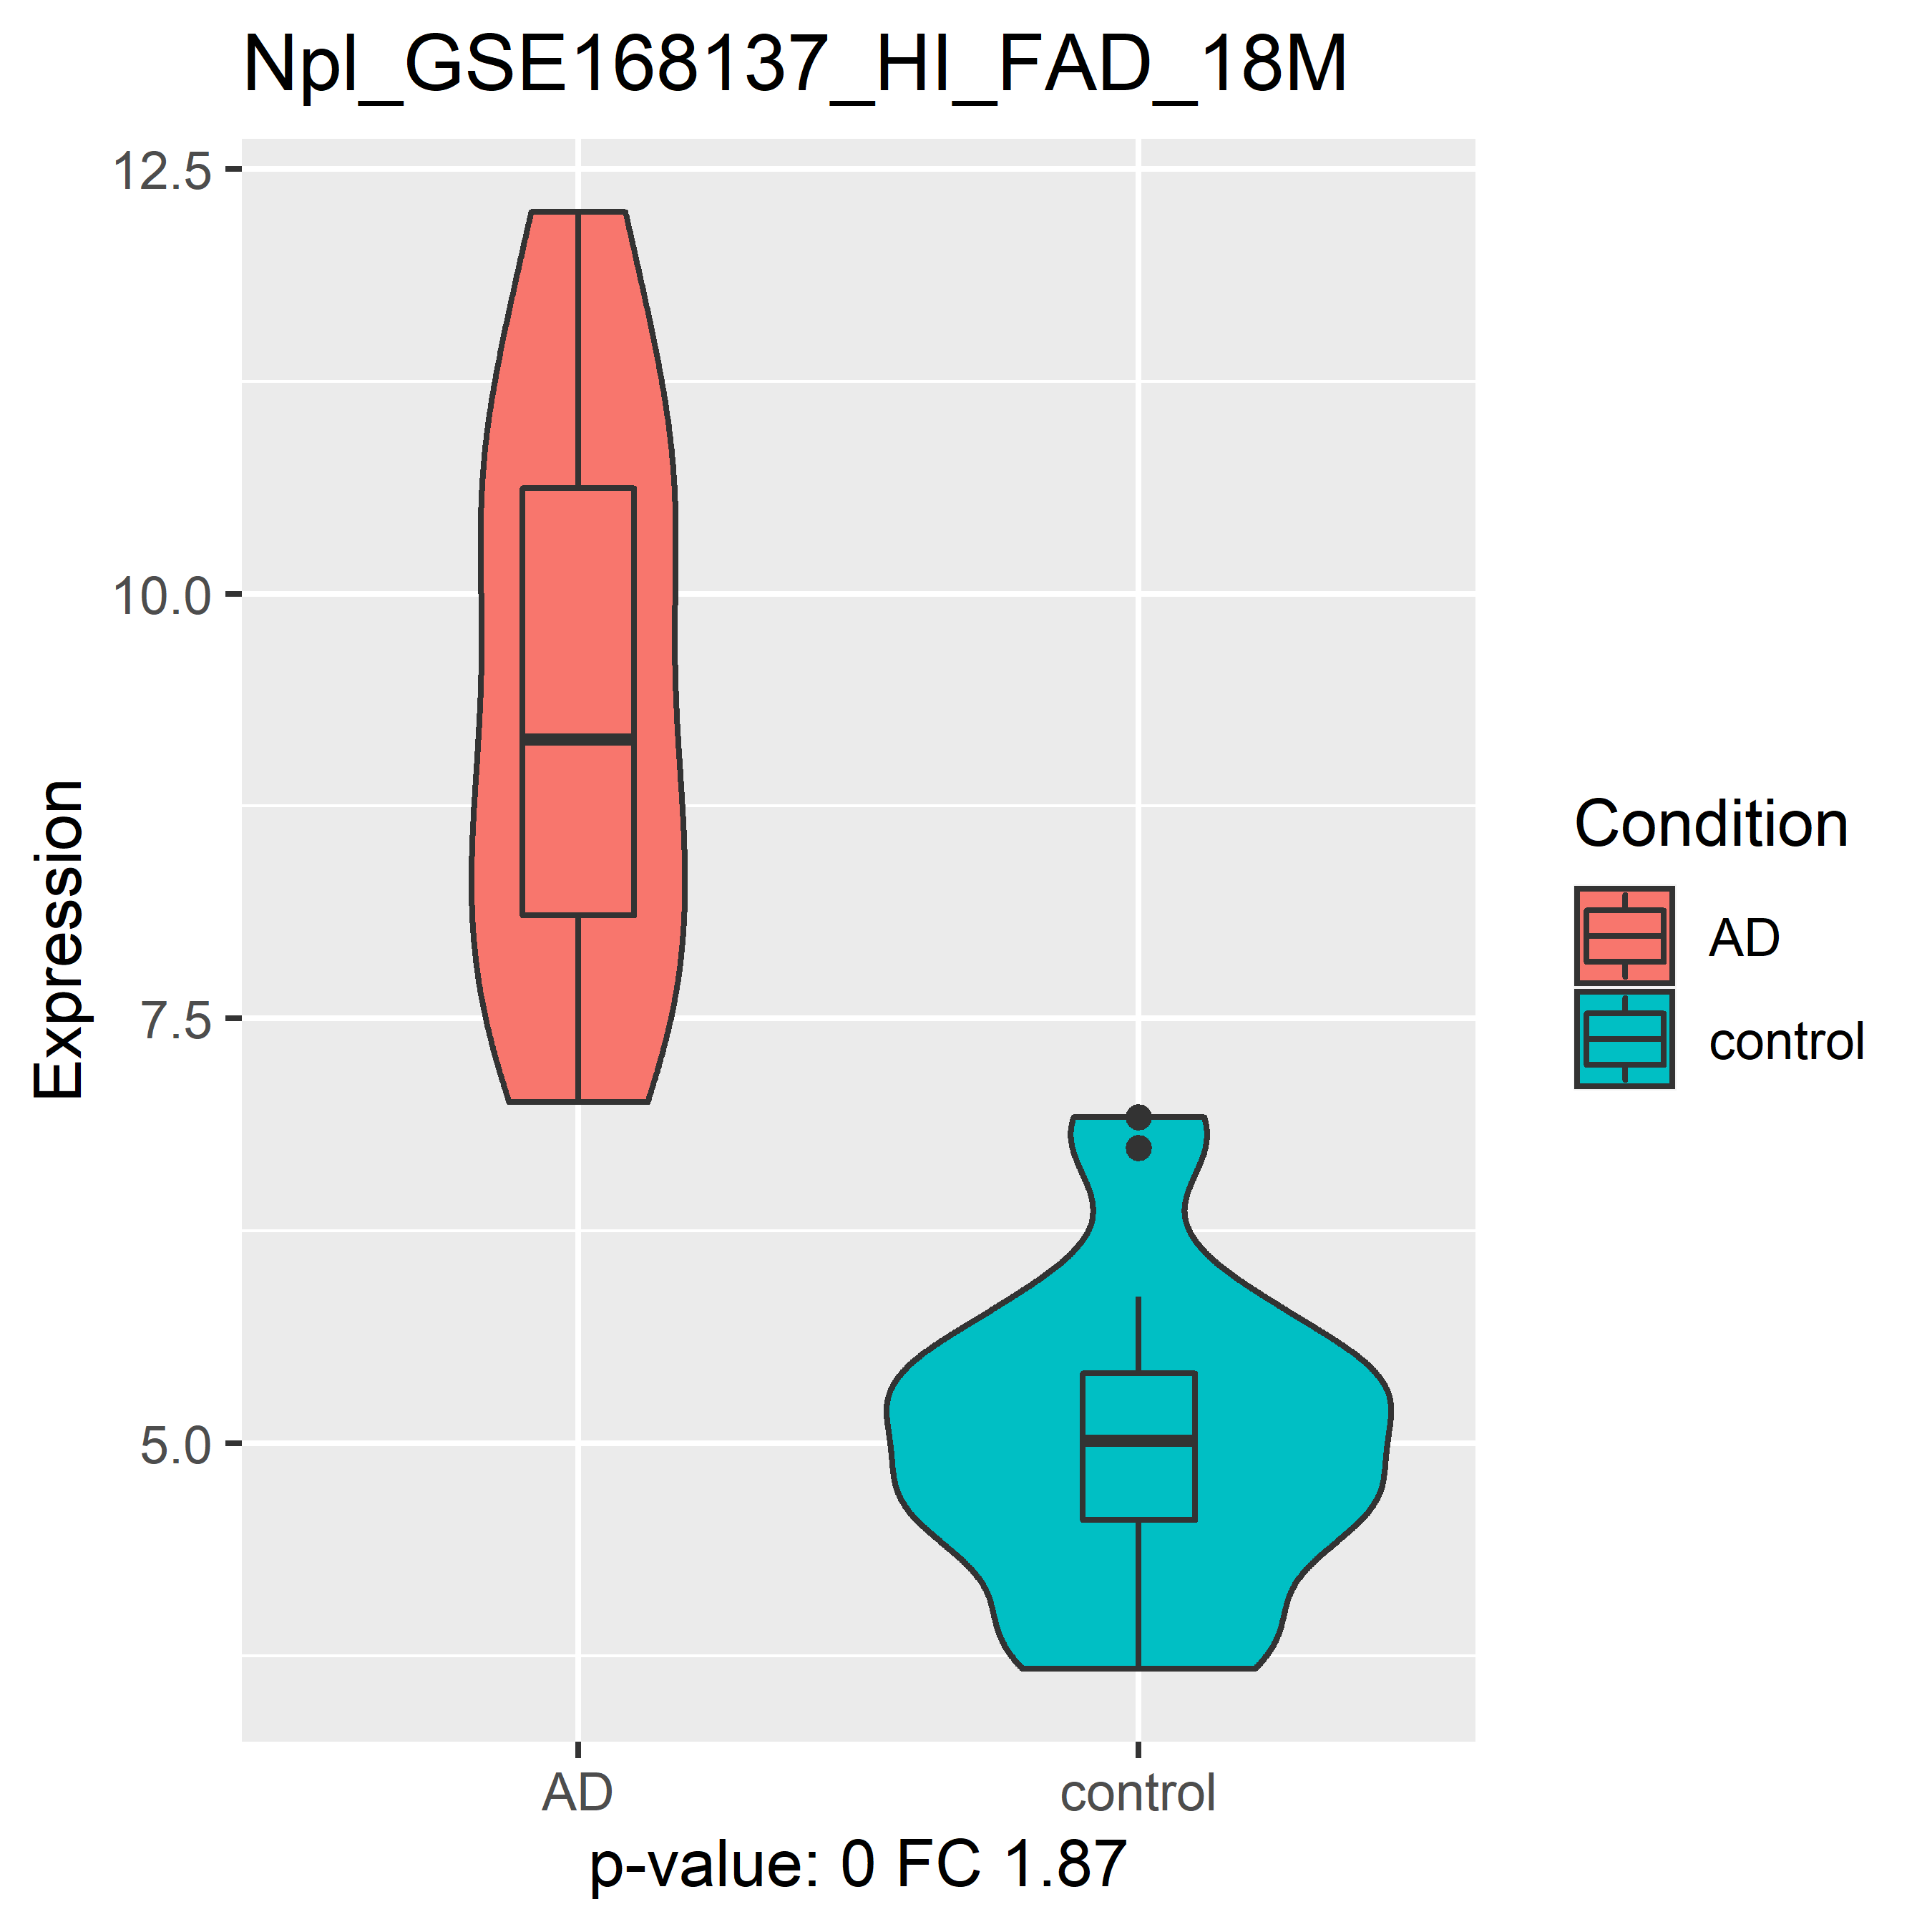 Npl_GSE168137_HI_FAD_18M
12.5
10.0
7.5
5.0
Expression
AD
control
p-value: 0 FC 1.87
Condition
AD
control